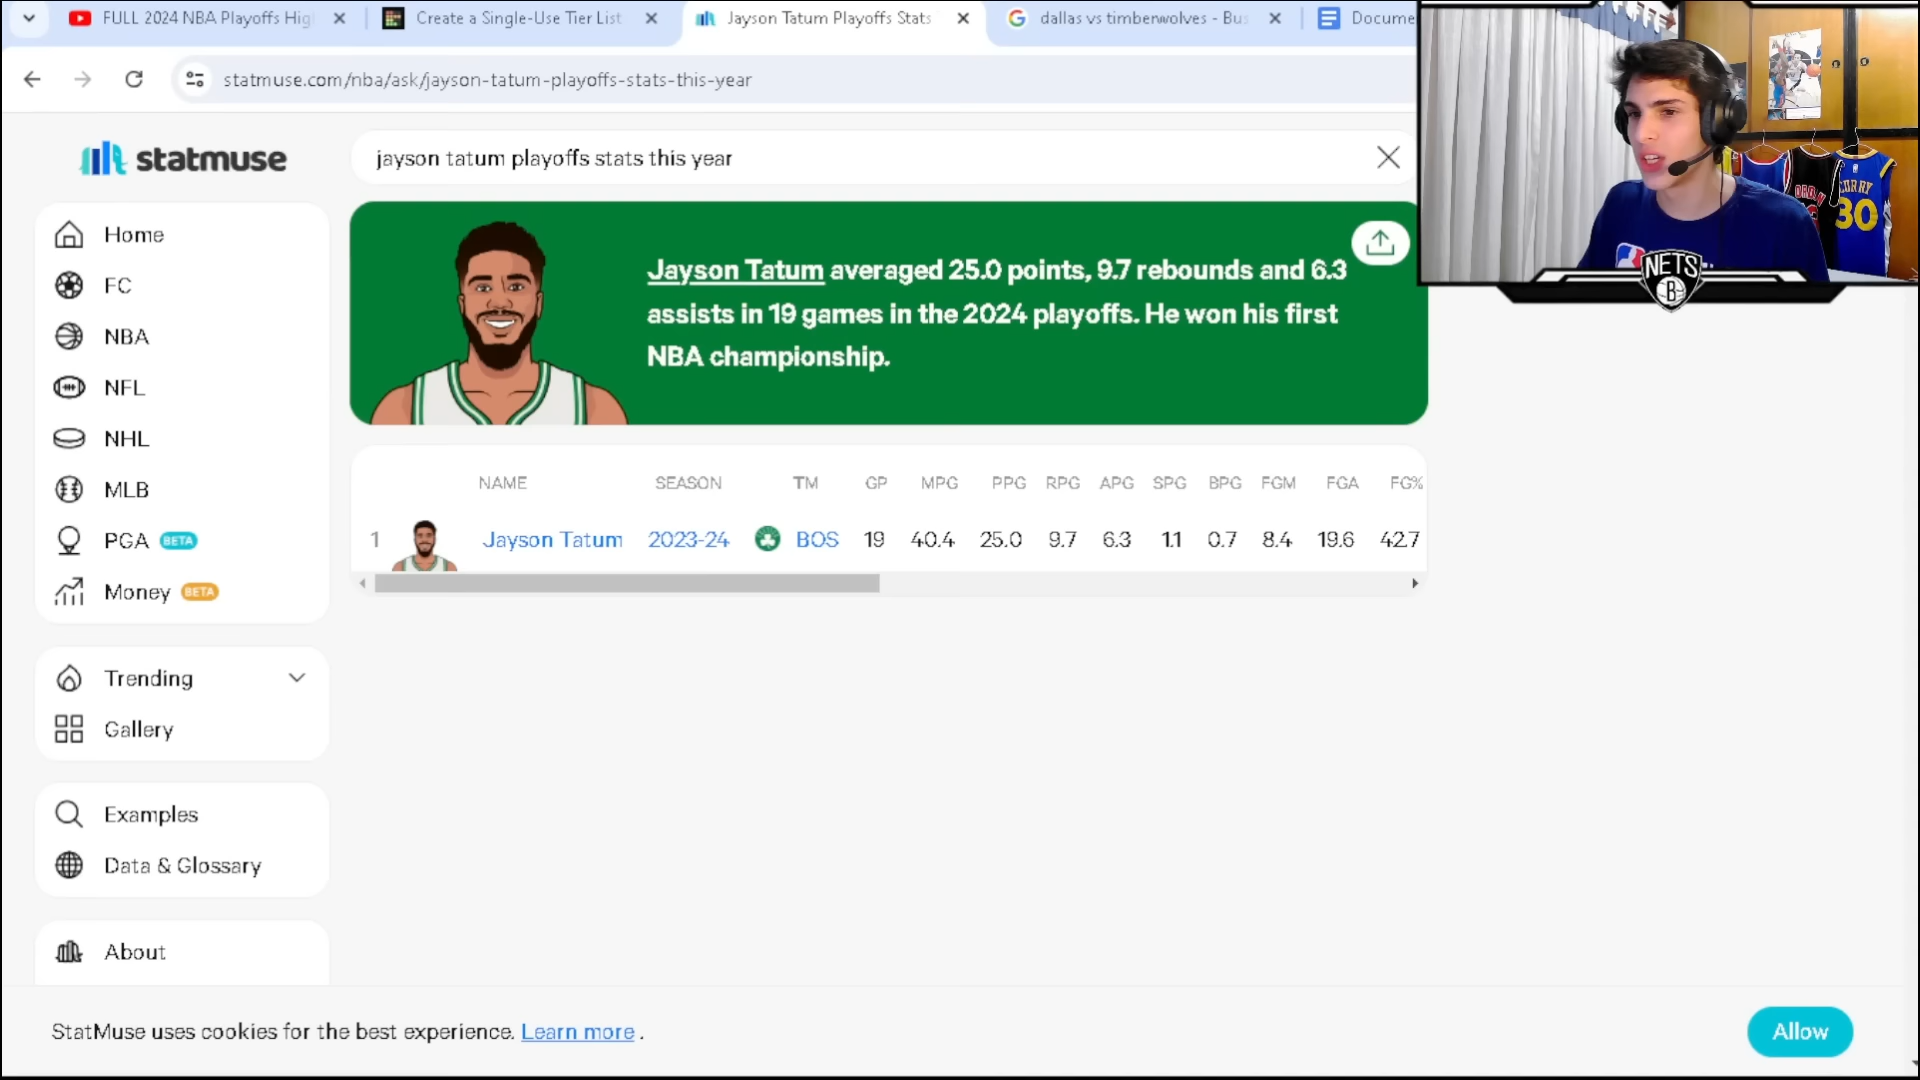 FULL 2024 NBA Playoffs Hig
Create a Single-Use Tier List
Jayson Tatum Playoffs Stats
dallas vs timberwolves - Bus
Docume
statmuse.com/nba/ask/jayson-tatum-playoffs-stats-this-year
statmuse
jayson tatum playoffs stats this year
Home
FC
NBA
NFL
NHL
MLB
PGA BETA
Money BETA
Trending
Gallery
Examples
Data & Glossary
About
Jayson Tatum averaged 25.0 points, 9.7 rebounds and 6.3
assists in 19 games in the 2024 playoffs. He won his first
NBA championship.
NAME SEASON TM GP MPG PPG RPG APG SPG BPG FGM FGA FG%
1 Jayson Tatum 2023-24 BOS 19 40.4 25.0 9.7 6.3 1.1 0.7 8.4 19.6 42.7
StatMuse uses cookies for the best experience. Learn more .
Allow
CURRY
30
NETS
B